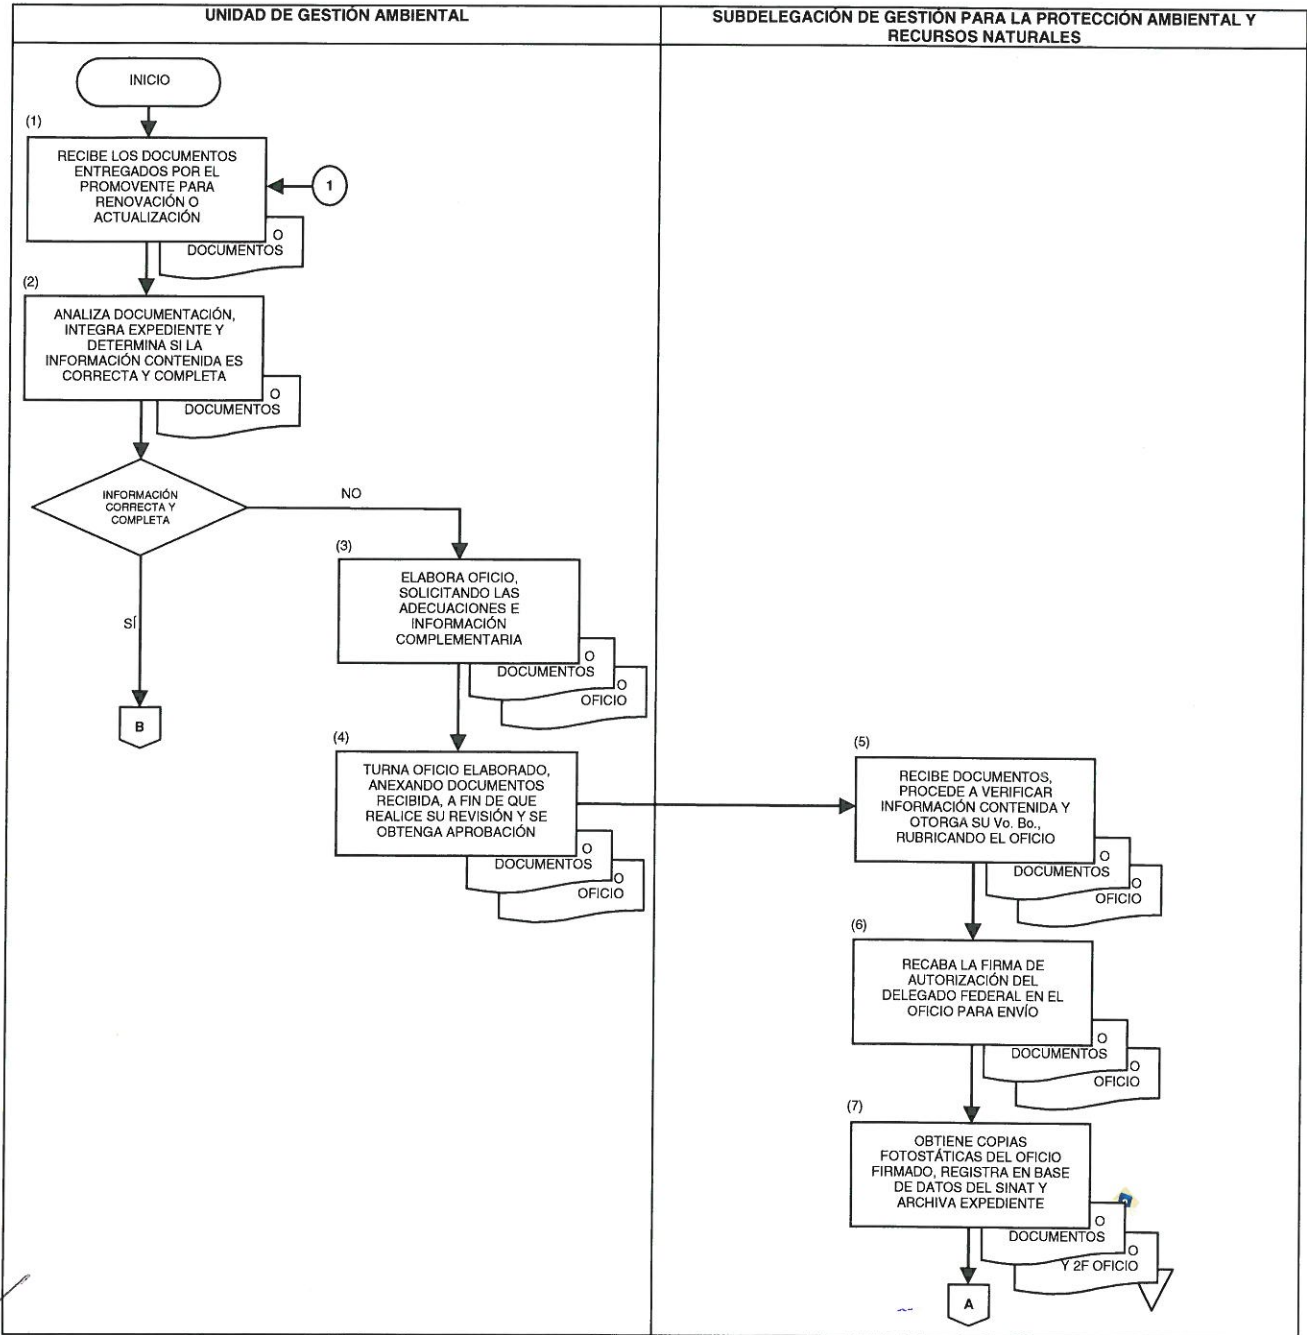 UNIDAD DE GESTIÓN AMBIENTAL
SUBDELEGACIÓN DE GESTIÓN PARA LA PROTECCIÓN AMBIENTAL Y
RECURSOS NATURALES
INICIO
(1)
RECIBE LOS DOCUMENTOS
ENTREGADOS POR EL
PROMOVENTE PARA
RENOVACIÓN O
ACTUALIZACIÓN
1
O
DOCUMENTOS
(2)
ANALIZA DOCUMENTACIÓN,
INTEGRA EXPEDIENTE Y
DETERMINA SI LA
INFORMACIÓN CONTENIDA ES
CORRECTA Y COMPLETA
O
DOCUMENTOS
INFORMACIÓN
CORRECTA Y
COMPLETA
NO
SÍ
B
(3)
ELABORA OFICIO,
SOLICITANDO LAS
ADECUACIONES E
INFORMACIÓN
COMPLEMENTARIA
O
DOCUMENTOS
O
OFICIO
(4)
TURNA OFICIO ELABORADO,
ANEXANDO DOCUMENTOS
RECIBIDA, A FIN DE QUE
REALICE SU REVISIÓN Y SE
OBTENGA APROBACIÓN
O
DOCUMENTOS
O
OFICIO
(5)
RECIBE DOCUMENTOS,
PROCEDE A VERIFICAR
INFORMACIÓN CONTENIDA Y
OTORGA SU Vo. Bo.,
RUBRICANDO EL OFICIO
O
DOCUMENTOS
O
OFICIO
(6)
RECABA LA FIRMA DE
AUTORIZACIÓN DEL
DELEGADO FEDERAL EN EL
OFICIO PARA ENVÍO
O
DOCUMENTOS
O
OFICIO
(7)
OBTIENE COPIAS
FOTOSTÁTICAS DEL OFICIO
FIRMADO, REGISTRA EN BASE
DE DATOS DEL SINAT Y
ARCHIVA EXPEDIENTE
O
DOCUMENTOS
O
Y 2F OFICIO
A